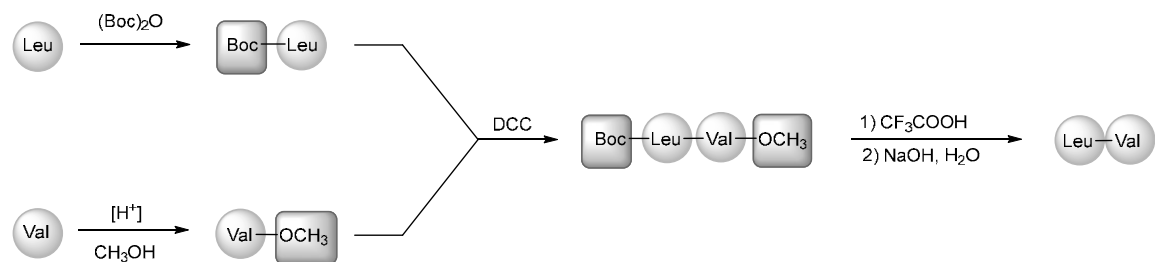 Leu
(Boc)₂O
Boc Leu
DCC
Boc Leu Val OCH₃
1) CF₃COOH
2) NaOH, H₂O
Leu Val
Val
[H⁺]
CH₃OH
Val OCH₃